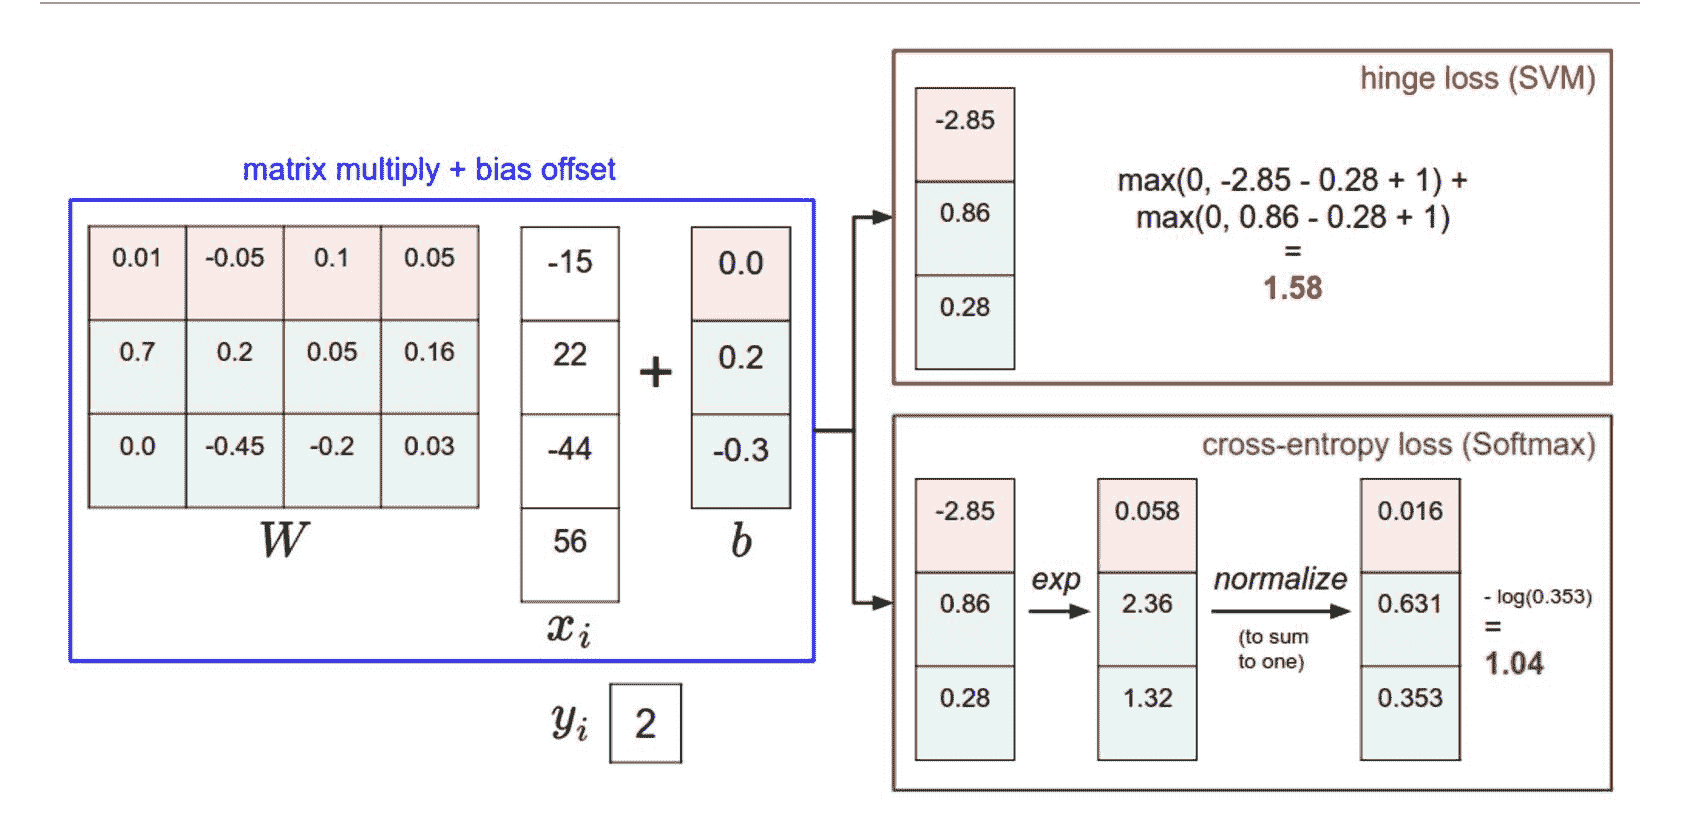 matrix multiply + bias offset
0.01 -0.05 0.1 0.05
0.7 0.2 0.05 0.16
0.0 -0.45 -0.2 0.03
W
-15
22
-44
56
x_i
+
0.0
0.2
-0.3
b
y_i 2
hinge loss (SVM)
-2.85
0.86
0.28
max(0, -2.85 - 0.28 + 1) +
max(0, 0.86 - 0.28 + 1)
=
1.58
cross-entropy loss (Softmax)
-2.85
0.86
0.28
exp
0.058
2.36
1.32
normalize
(to sum
to one)
0.016
0.631
0.353
- log(0.353)
=
1.04